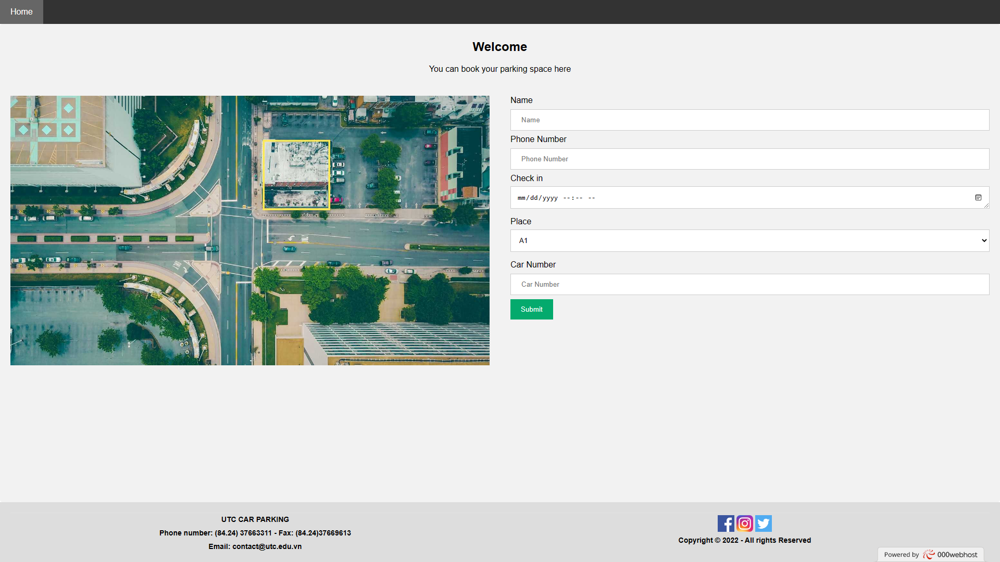 Home
Welcome
You can book your parking space here
Name
Name
Phone Number
Phone Number
Check in
mm/dd/yyyy --:-- --
Place
A1
Car Number
Car Number
Submit
UTC CAR PARKING
Phone number: (84.24) 37663311 - Fax: (84.24)37669613
Email: contact@utc.edu.vn
Copyright © 2022 - All rights Reserved
Powered by 000webhost